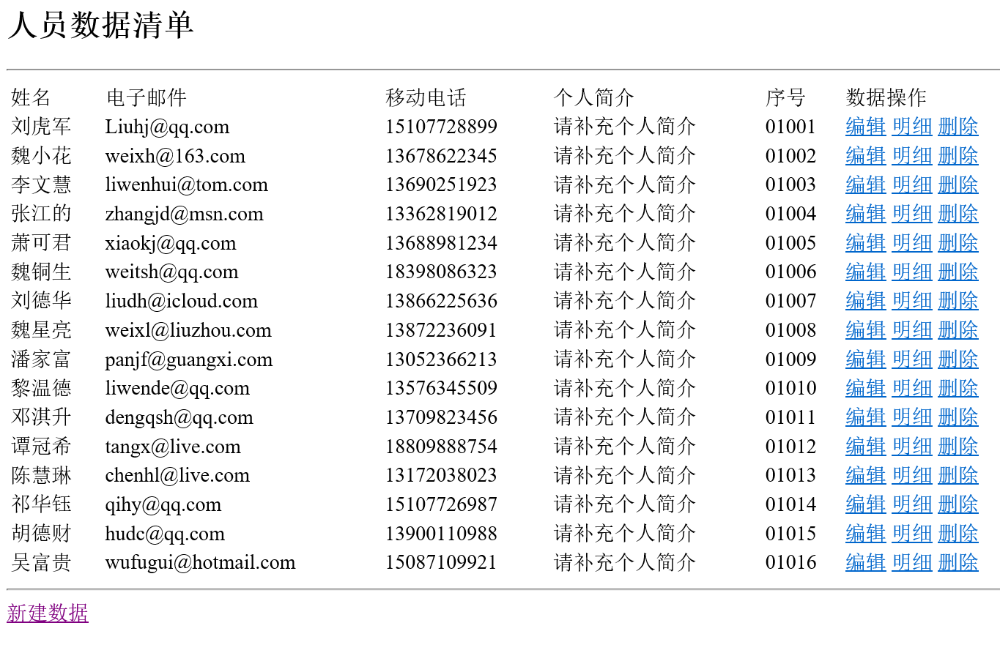 人员数据清单
姓名 电子邮件 移动电话 个人简介 序号 数据操作
刘虎军 Liuhj@qq.com 15107728899 请补充个人简介 01001 编辑 明细 删除
魏小花 weixh@163.com 13678622345 请补充个人简介 01002 编辑 明细 删除
李文慧 liwenhui@tom.com 13690251923 请补充个人简介 01003 编辑 明细 删除
张江的 zhangjd@msn.com 13362819012 请补充个人简介 01004 编辑 明细 删除
萧可君 xiaokj@qq.com 13688981234 请补充个人简介 01005 编辑 明细 删除
魏铜生 weitsh@qq.com 18398086323 请补充个人简介 01006 编辑 明细 删除
刘德华 liudh@icloud.com 13866225636 请补充个人简介 01007 编辑 明细 删除
魏星亮 weixl@liuzhou.com 13872236091 请补充个人简介 01008 编辑 明细 删除
潘家富 panjf@guangxi.com 13052366213 请补充个人简介 01009 编辑 明细 删除
黎温德 liwende@qq.com 13576345509 请补充个人简介 01010 编辑 明细 删除
邓淇升 dengqsh@qq.com 13709823456 请补充个人简介 01011 编辑 明细 删除
谭冠希 tangx@live.com 18809888754 请补充个人简介 01012 编辑 明细 删除
陈慧琳 chenhl@live.com 13172038023 请补充个人简介 01013 编辑 明细 删除
祁华钰 qihy@qq.com 15107726987 请补充个人简介 01014 编辑 明细 删除
胡德财 hudc@qq.com 13900110988 请补充个人简介 01015 编辑 明细 删除
吴富贵 wufugui@hotmail.com 15087109921 请补充个人简介 01016 编辑 明细 删除
新建数据